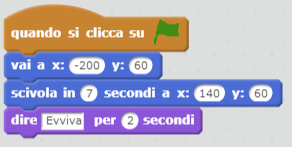 quando si clicca su
vai a x: -200 y: 60
scivola in 7 secondi a x: 140 y: 60
dire Evviva per 2 secondi